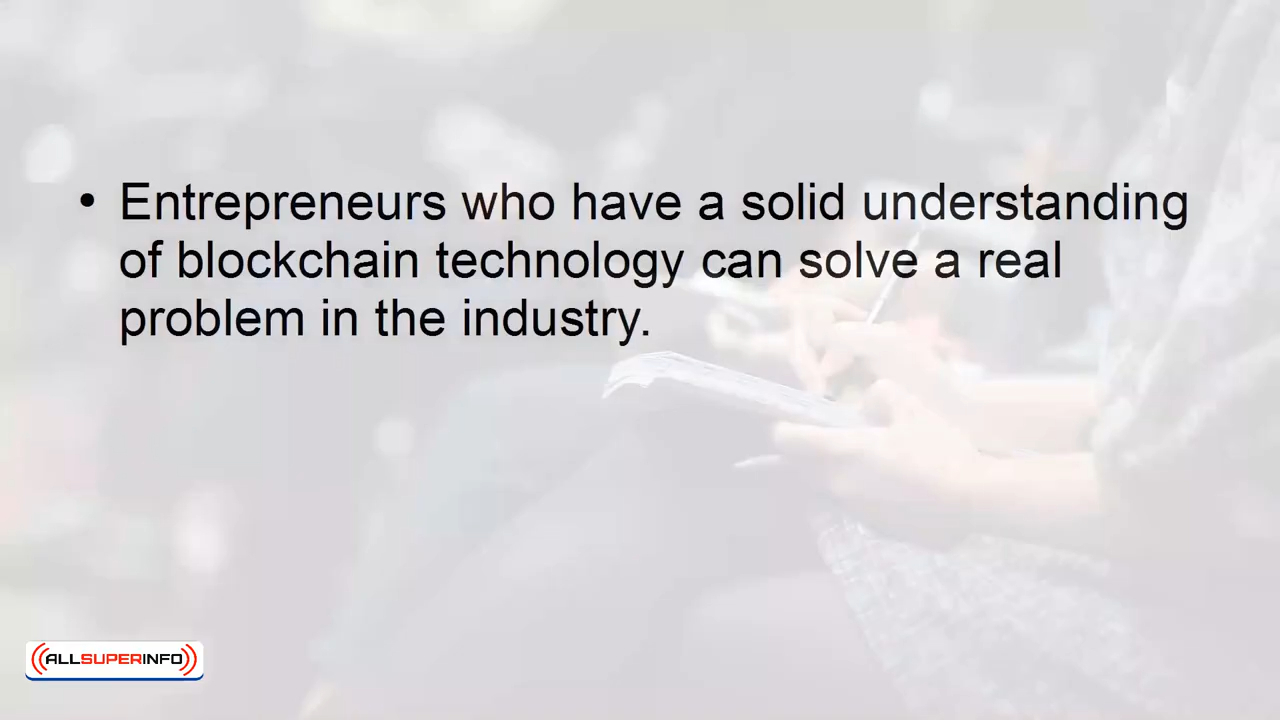 • Entrepreneurs who have a solid understanding
of blockchain technology can solve a real
problem in the industry.
ALLSUPERINFO